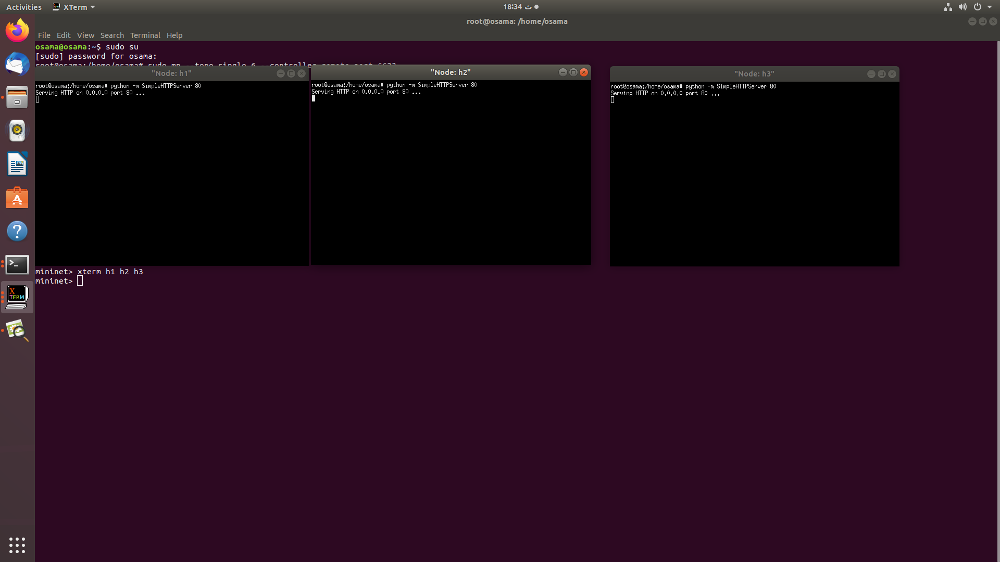 Activities XTerm 18:34 ث
root@osama: /home/osama
File Edit View Search Terminal Help
osama@osama:~$ sudo su
[sudo] password for osama:
root@osama:/home/osama# sudo mn --topo single,6 --controller remote,port 6633
"Node: h1"
root@osama:/home/osama# python -m SimpleHTTPServer 80
Serving HTTP on 0.0.0.0 port 80 ...
"Node: h2"
root@osama:/home/osama# python -m SimpleHTTPServer 80
Serving HTTP on 0.0.0.0 port 80 ...
"Node: h3"
root@osama:/home/osama# python -m SimpleHTTPServer 80
Serving HTTP on 0.0.0.0 port 80 ...
mininet> xterm h1 h2 h3
mininet>
X
TERM